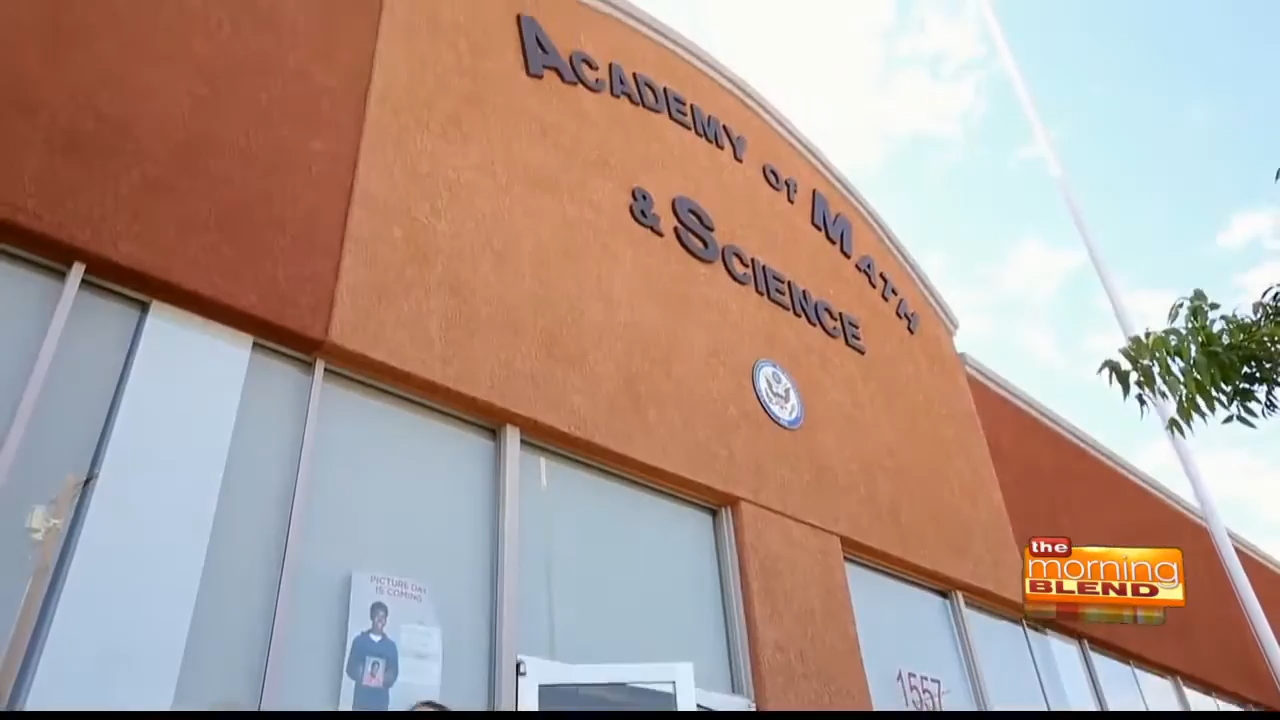 ACADEMY of MATH
& SCIENCE
PICTURE DAY
IS COMING
1557
the
morning
BLEND